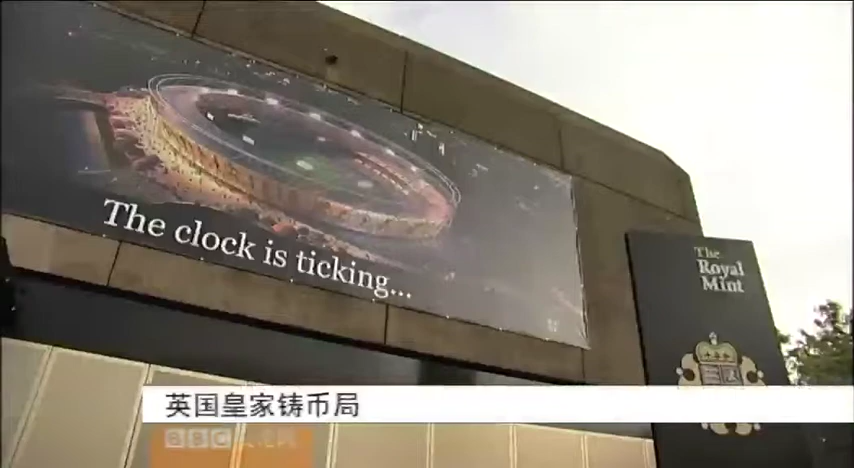 The clock is ticking...
The
Royal
Mint
英国皇家铸币局
BBC